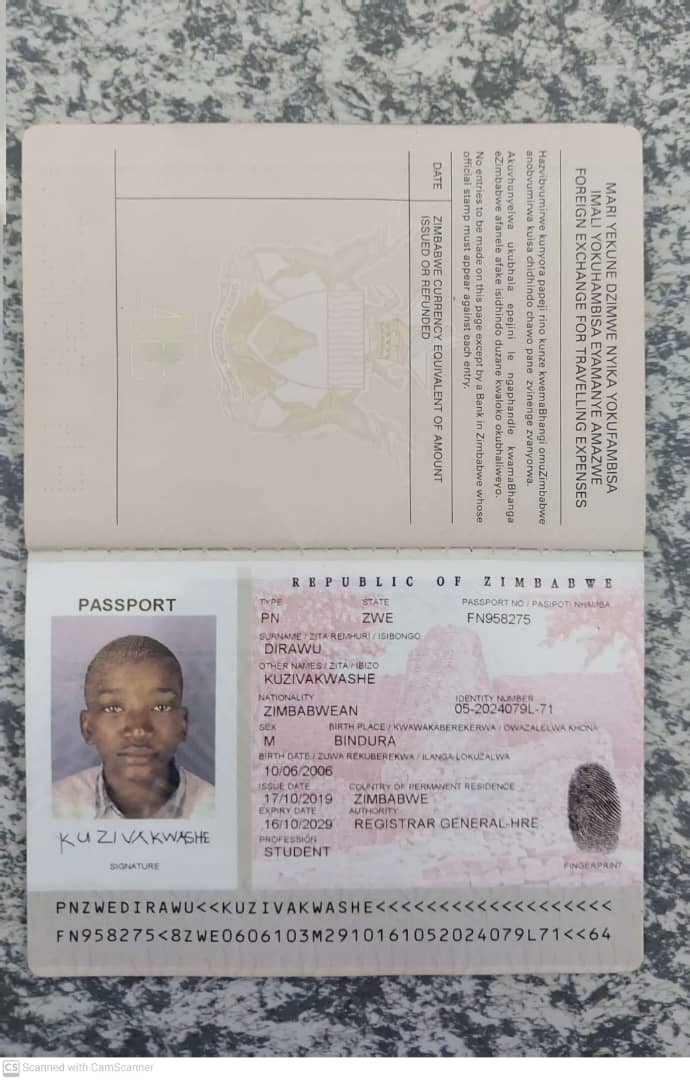 MARI YEKUNE DZIMWE NYIKA YOKUFAMBISA
IMALI YOKUHAMBISA EYAMANYE AMAZWE
FOREIGN EXCHANGE FOR TRAVELLING EXPENSES
Hazvibvumirwe kunyora papeji rino kunze kwemaBhangi omuZimbabwe
anobvumirwa kuisa chidhindo chawo pane zvinenge zvanyorwa.
Akuvhunyelwa ukubhala epejini le ngaphandle kwamaBhanga
eZimbabwe afanele afake isidhindo duzane kwaloko okubhaliweyo.
No entries to be made on this page except by a Bank in Zimbabwe whose
official stamp must appear against each entry.
DATE
ZIMBABWE CURRENCY EQUIVALENT OF AMOUNT
ISSUED OR REFUNDED
REPUBLIC OF ZIMBABWE
PASSPORT
TYPE STATE PASSPORT NO / PASIPOTI NHAMBA
PN ZWE FN958275
SURNAME / ZITA REMHURI / ISIBONGO
DIRAWU
OTHER NAMES / ZITA / IBIZO
KUZIVAKWASHE
NATIONALITY IDENTITY NUMBER
ZIMBABWEAN 05-2024079L-71
SEX BIRTH PLACE / KWAWAKABEREKERWA / OWAZALELWA KHONA
M BINDURA
BIRTH DATE / ZUWA REKUBEREKWA / ILANGA LOKUZALWA
10/06/2006
ISSUE DATE COUNTRY OF PERMANENT RESIDENCE
17/10/2019 ZIMBABWE
EXPIRY DATE AUTHORITY
16/10/2029 REGISTRAR GENERAL-HRE
PROFESSION
STUDENT
KUZIVAKWASHE
SIGNATURE
FINGERPRINT
PNZWEDIRAWU<<KUZIVAKWASHE<<<<<<<<<<<<<<<<<<<
FN958275<8ZWE0606103M2910161052024079L71<<64
CS Scanned with CamScanner